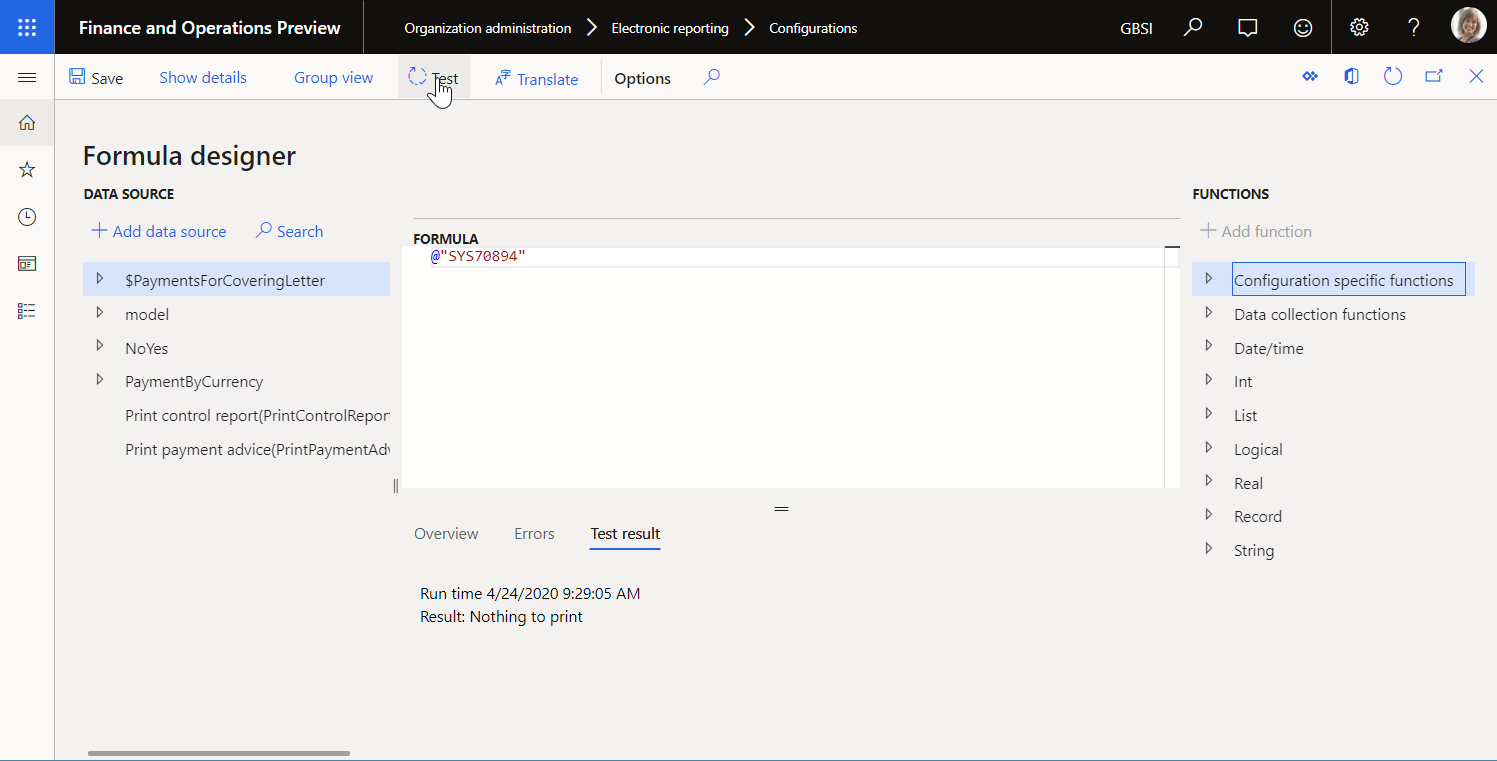 Finance and Operations Preview
Organization administration
Electronic reporting
Configurations
GBSI
?
Save
Show details
Group view
Test
Translate
Options
Formula designer
DATA SOURCE
Add data source
Search
$PaymentsForCoveringLetter
model
NoYes
PaymentByCurrency
Print control report(PrintControlRepor
Print payment advice(PrintPaymentAdv
FORMULA
@"SYS70894"
Overview
Errors
Test result
Run time 4/24/2020 9:29:05 AM
Result: Nothing to print
FUNCTIONS
Add function
Configuration specific functions
Data collection functions
Date/time
Int
List
Logical
Real
Record
String